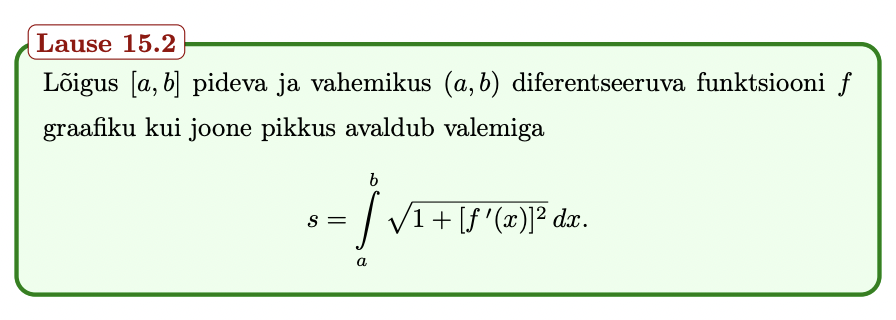 Lause 15.2
Lõigus [a, b] pideva ja vahemikus (a, b) diferentseeruva funktsiooni f
graafiku kui joone pikkus avaldub valemiga
s = ∫_a^b √(1 + [f ′(x)]²) dx.